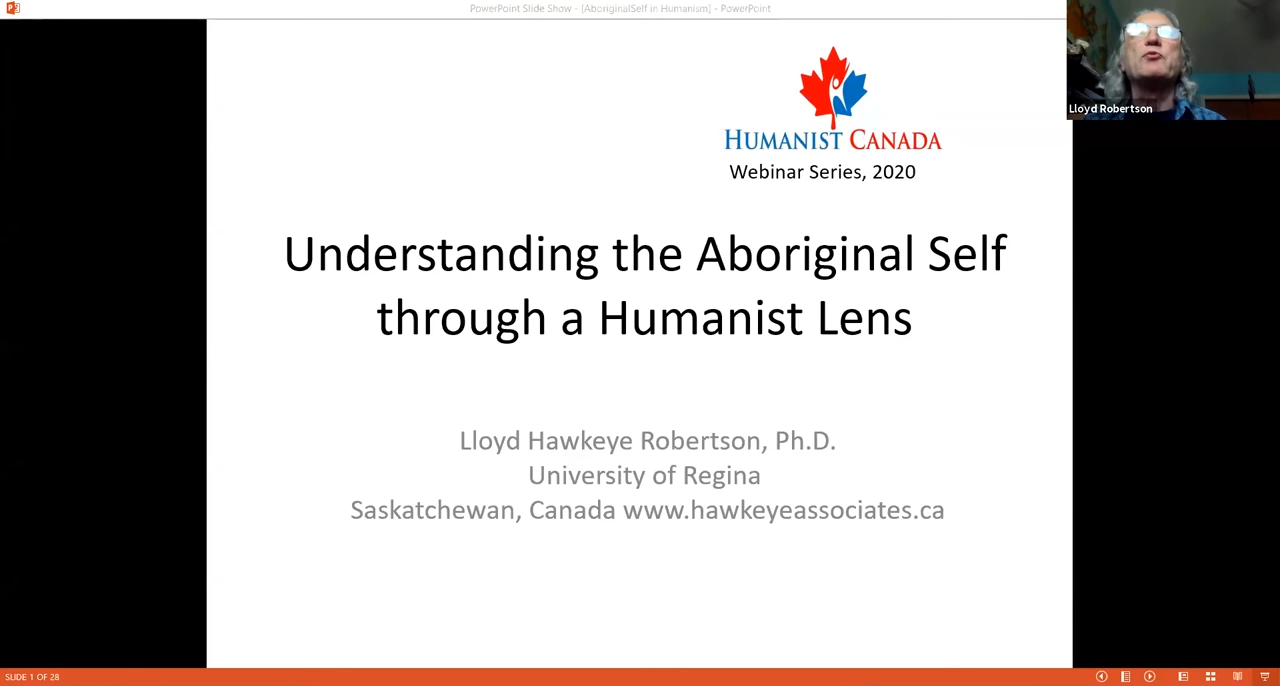 PowerPoint Slide Show - [AboriginalSelf in Humanism] - PowerPoint
Lloyd Robertson
HUMANIST CANADA
Webinar Series, 2020
Understanding the Aboriginal Self
through a Humanist Lens
Lloyd Hawkeye Robertson, Ph.D.
University of Regina
Saskatchewan, Canada www.hawkeyeassociates.ca
SLIDE 1 OF 28